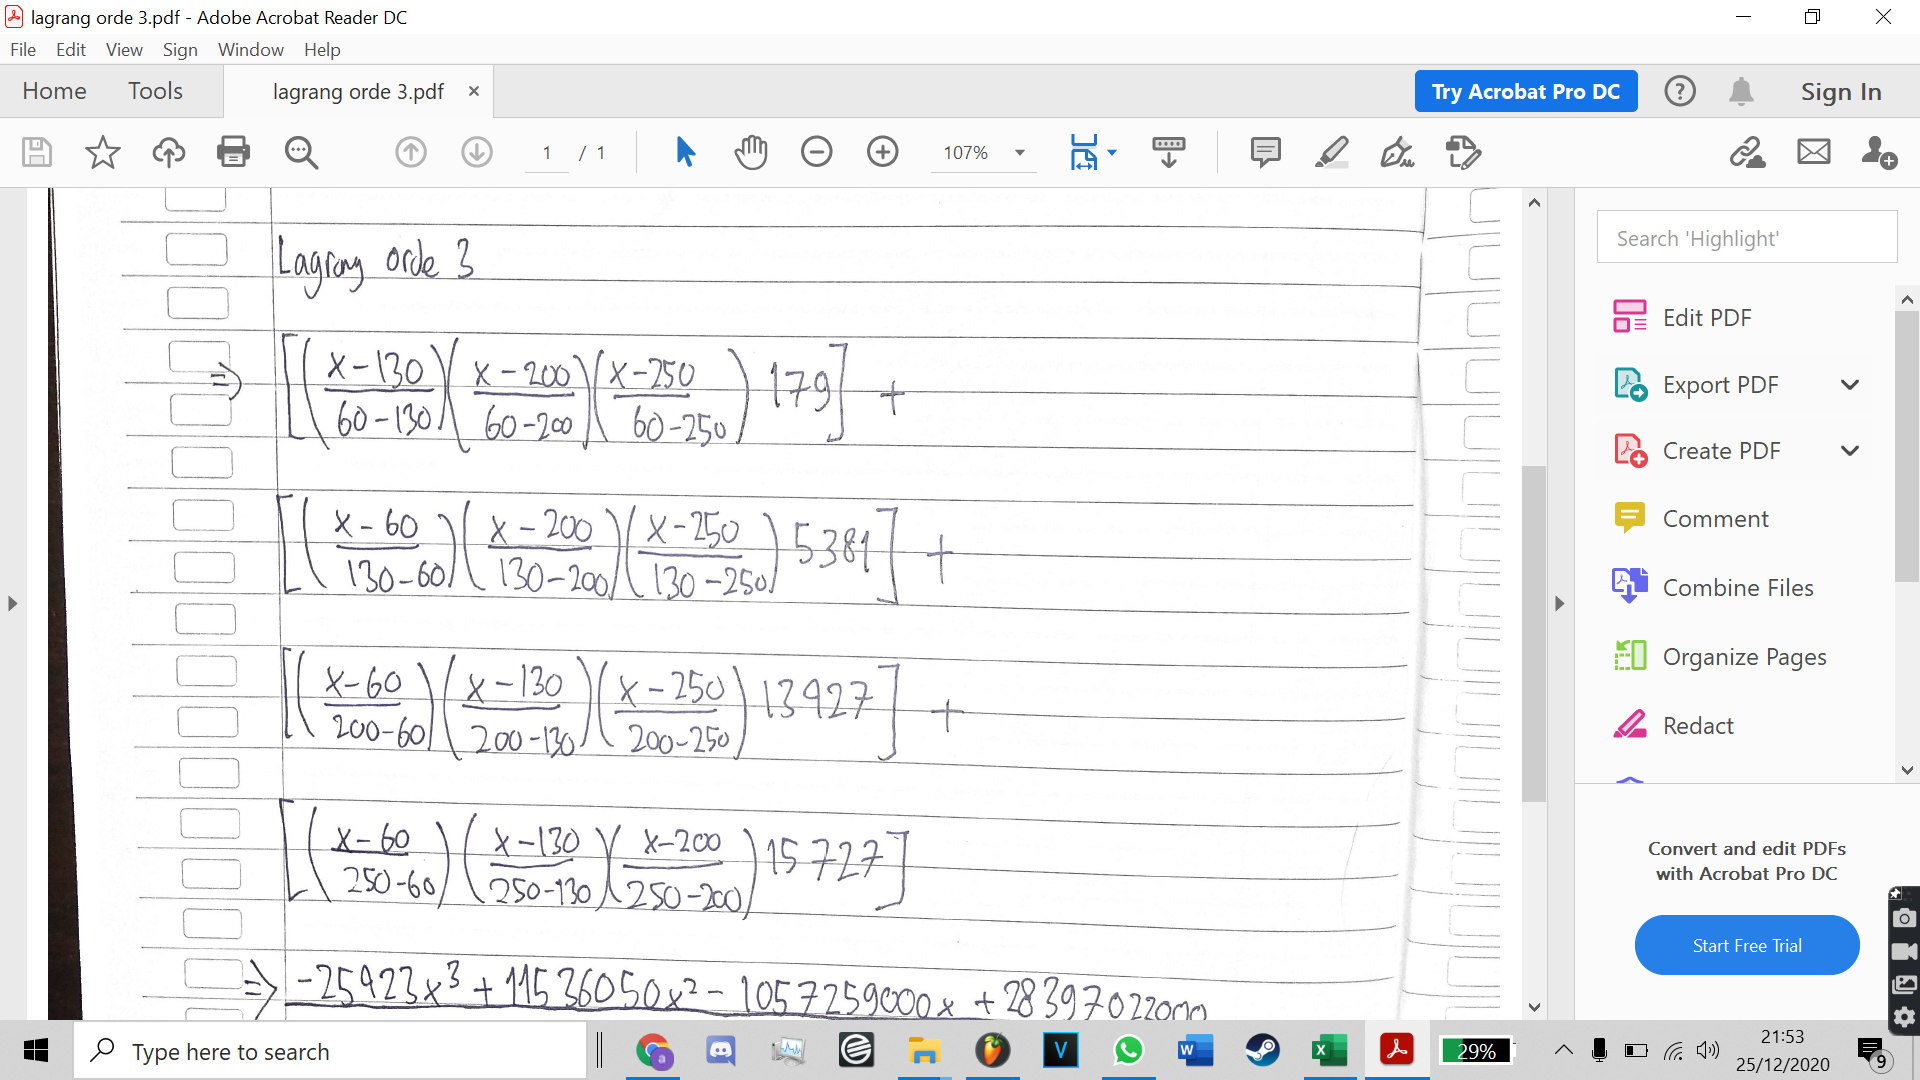 lagrang orde 3.pdf - Adobe Acrobat Reader DC
File Edit View Sign Window Help
Home Tools lagrang orde 3.pdf × Try Acrobat Pro DC Sign In
1 / 1 107%
Lagrang orde 3
=> [((x-130)/(60-130))((x-200)/(60-200))((x-250)/(60-250)) 179] +
[((x-60)/(130-60))((x-200)/(130-200))((x-250)/(130-250)) 5381] +
[((x-60)/(200-60))((x-130)/(200-130))((x-250)/(200-250)) 13927] +
[((x-60)/(250-60))((x-130)/(250-130))((x-200)/(250-200)) 15727]
=> -25923x³ + 11536050x² - 1057259000x + 28397022000
Search 'Highlight'
Edit PDF
Export PDF
Create PDF
Comment
Combine Files
Organize Pages
Redact
Convert and edit PDFs
with Acrobat Pro DC
Start Free Trial
Type here to search
29%
21:53
25/12/2020
9